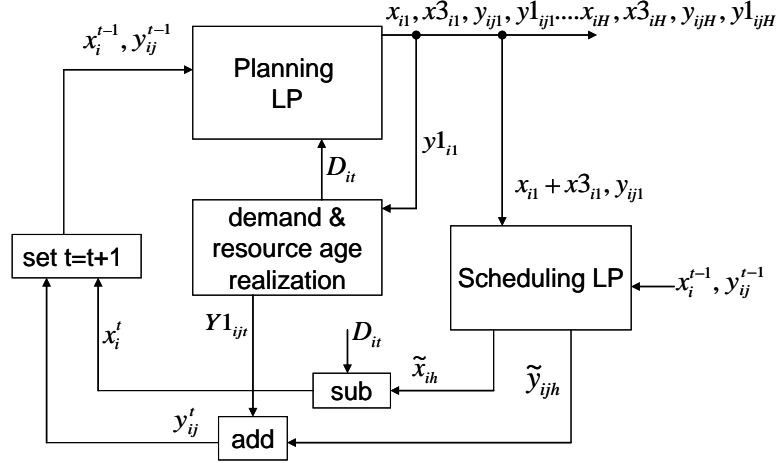 x_{i1}, x3_{i1}, y_{ij1}, y1_{ij1}....x_{iH}, x3_{iH}, y_{ijH}, y1_{ijH}
x_i^{t-1}, y_{ij}^{t-1}
Planning
LP
y1_{i1}
D_{it}
x_{i1} + x3_{i1}, y_{ij1}
demand &
resource age
realization
set t=t+1
Scheduling LP
x_i^{t-1}, y_{ij}^{t-1}
Y1_{ijt}
D_{it}
x_i^t
x̃_{ih}
ỹ_{ijh}
sub
y_{ij}^t
add